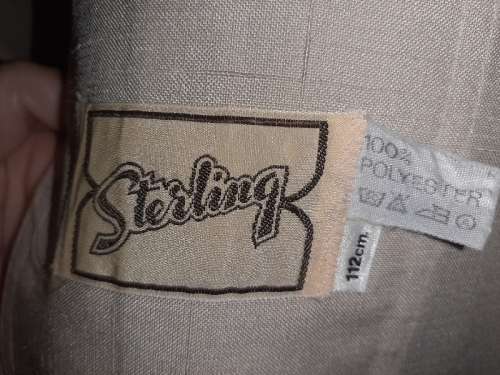 Sterling
100%
POLYESTER
112cm.